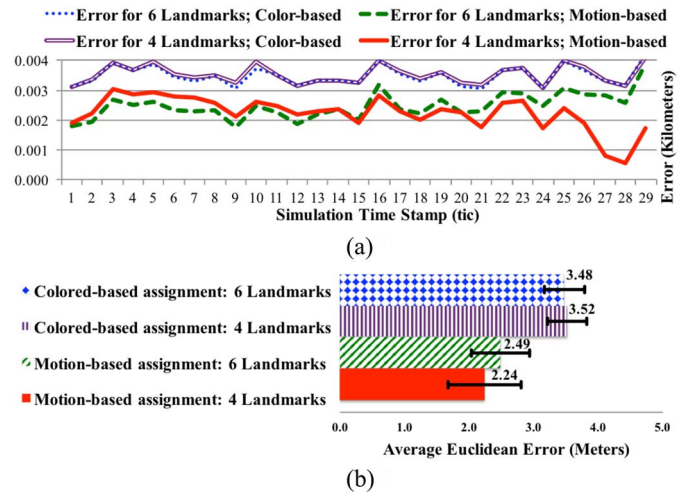 (a)
Error for 6 Landmarks; Color-based Error for 6 Landmarks; Motion-based
Error for 4 Landmarks; Color-based Error for 4 Landmarks; Motion-based
0.004
0.003
0.002
0.001
0.000
Error (Kilometers)
1 2 3 4 5 6 7 8 9 10 11 12 13 14 15 16 17 18 19 20 21 22 23 24 25 26 27 28 29
Simulation Time Stamp (tic)
(a)
Colored-based assignment: 6 Landmarks 3.48
Colored-based assignment: 4 Landmarks 3.52
Motion-based assignment: 6 Landmarks 2.49
Motion-based assignment: 4 Landmarks 2.24
0.0 1.0 2.0 3.0 4.0 5.0
Average Euclidean Error (Meters)
(b)